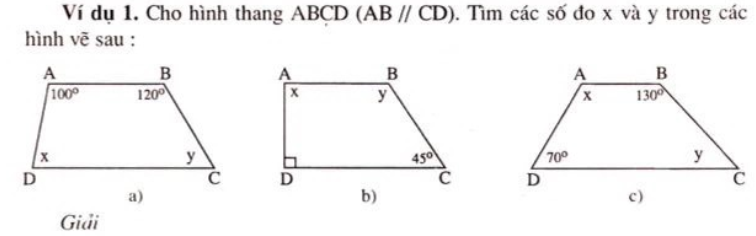 Ví dụ 1. Cho hình thang ABCD (AB // CD). Tìm các số đo x và y trong các
hình vẽ sau :
A B A B A B
100° 120° x y x 130°
x y 45° 70° y
D C D C D C
a) b) c)
Giải